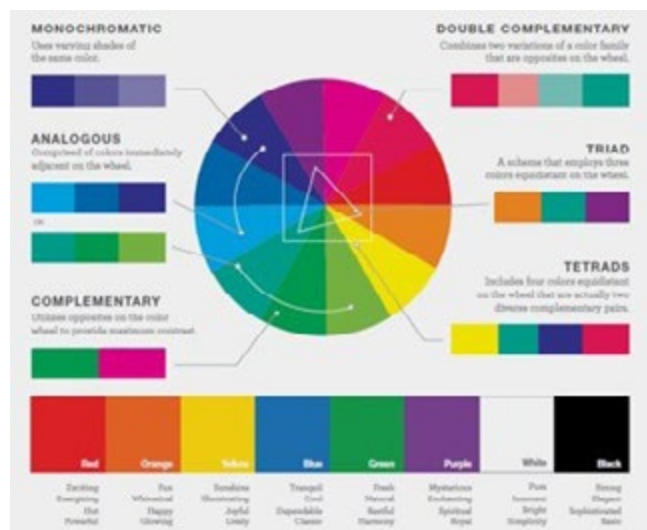 MONOCHROMATIC
Uses varying shades of
the same color.
ANALOGOUS
Comprised of colors immediately
adjacent on the wheel.
OR
COMPLEMENTARY
Utilizes opposites on the color
wheel to provide maximum contrast.
DOUBLE COMPLEMENTARY
Combines two variations of a color family
that are opposites on the wheel.
TRIAD
A scheme that employs three
colors equidistant on the wheel.
TETRADS
Includes four colors equidistant
on the wheel that are actually two
diverse complementary pairs.
Red Orange Yellow Blue Green Purple White Black
Exciting Fun Sunshine Tranquil Fresh Mysterious Pure Strong
Energizing Whimsical Illuminating Cool Natural Enchanting Innocent Elegant
Hot Happy Joyful Dependable Restful Spiritual Bright Sophisticated
Powerful Glowing Lively Classic Harmony Royal Simplicity Basic